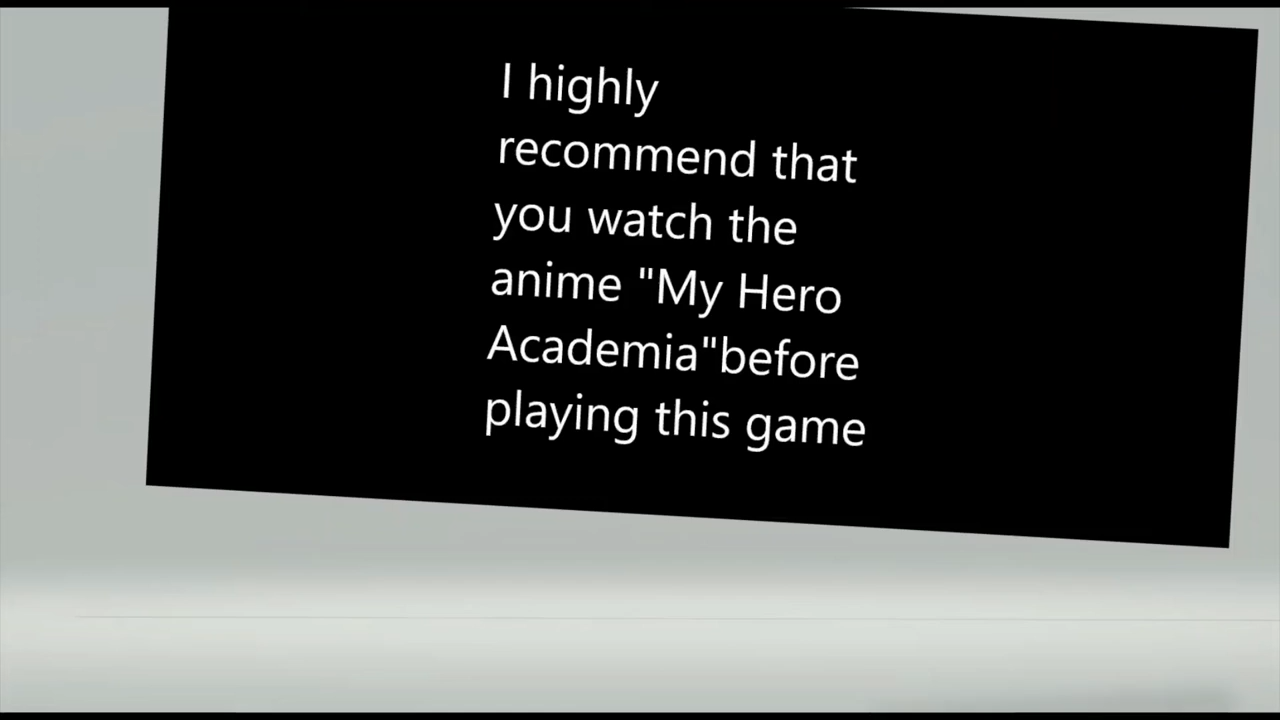 I highly
recommend that
you watch the
anime "My Hero
Academia"before
playing this game